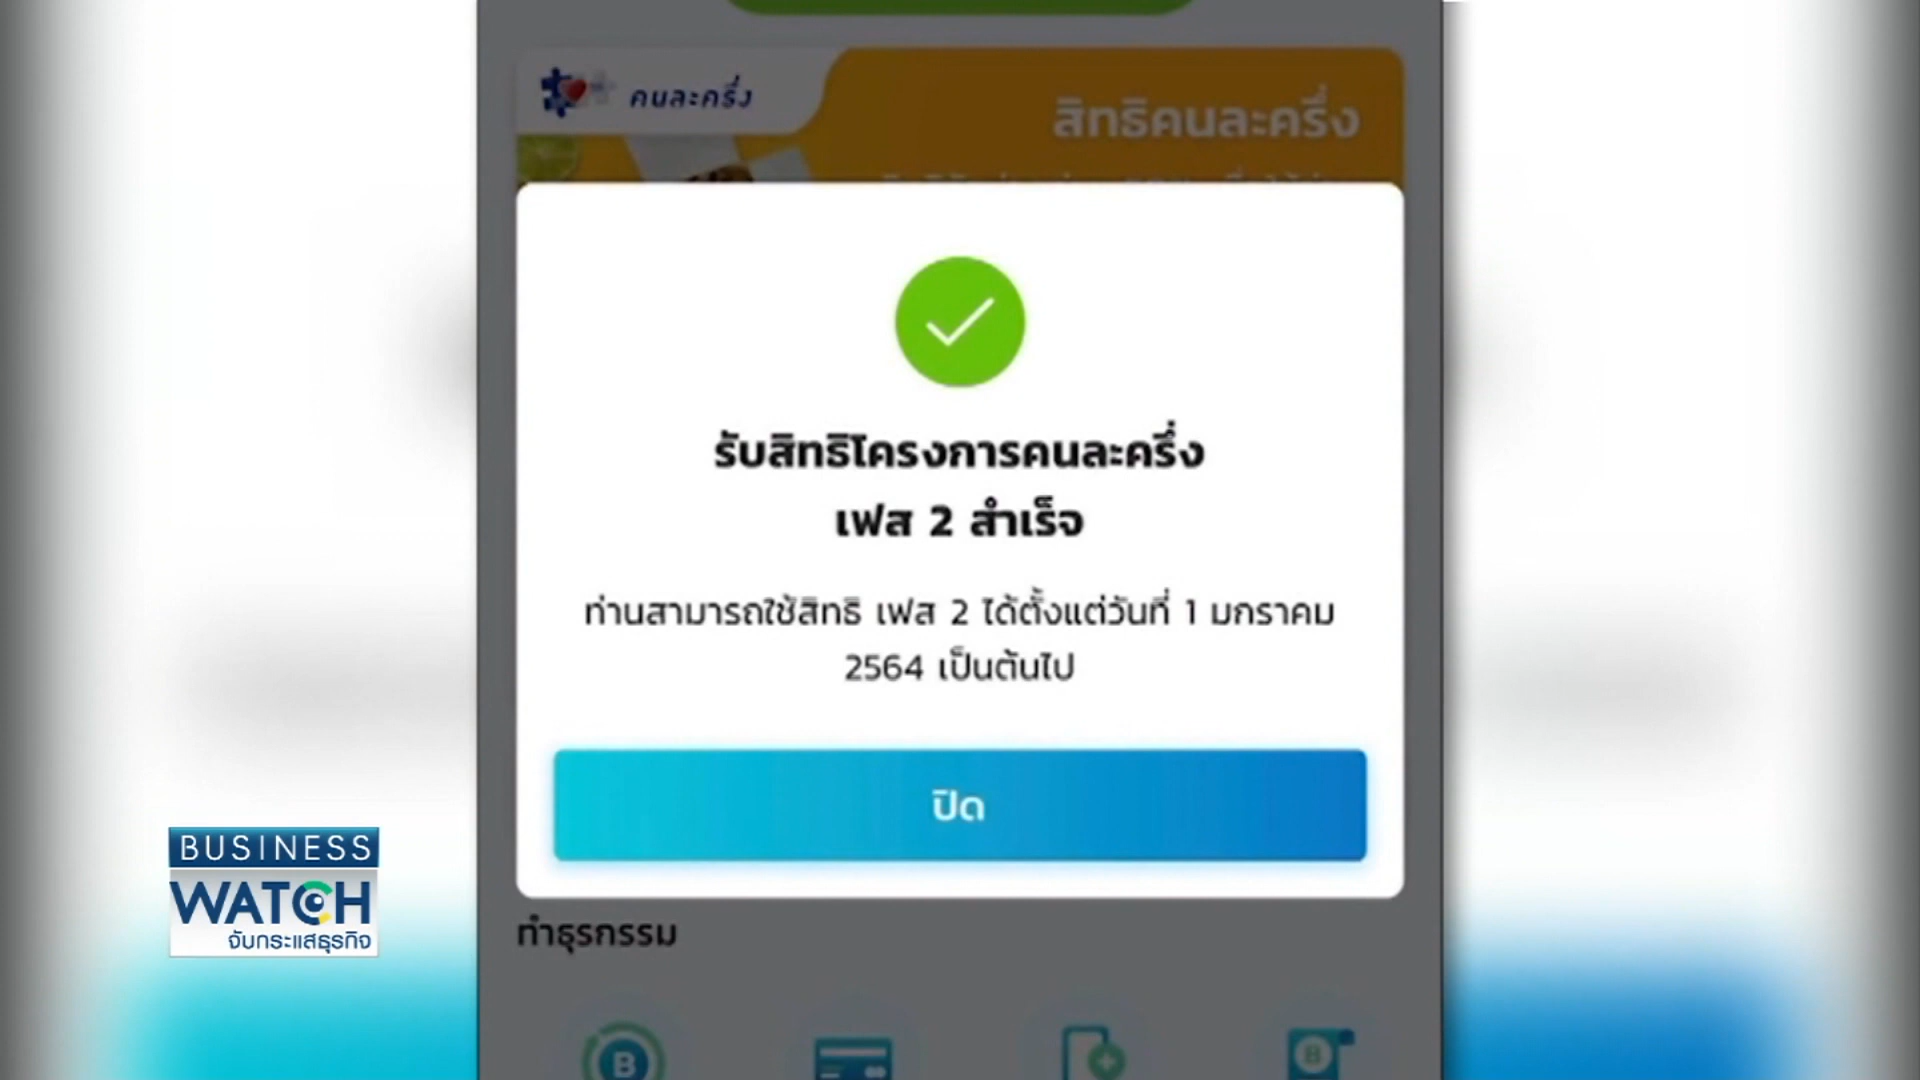 คนละครึ่ง
สิทธิคนละครึ่ง
รับสิทธิโครงการคนละครึ่ง
เฟส 2 สำเร็จ
ท่านสามารถใช้สิทธิ เฟส 2 ได้ตั้งแต่วันที่ 1 มกราคม
2564 เป็นต้นไป
ปิด
BUSINESS
WATCH
จับกระแสธุรกิจ
ทำธุรกรรม